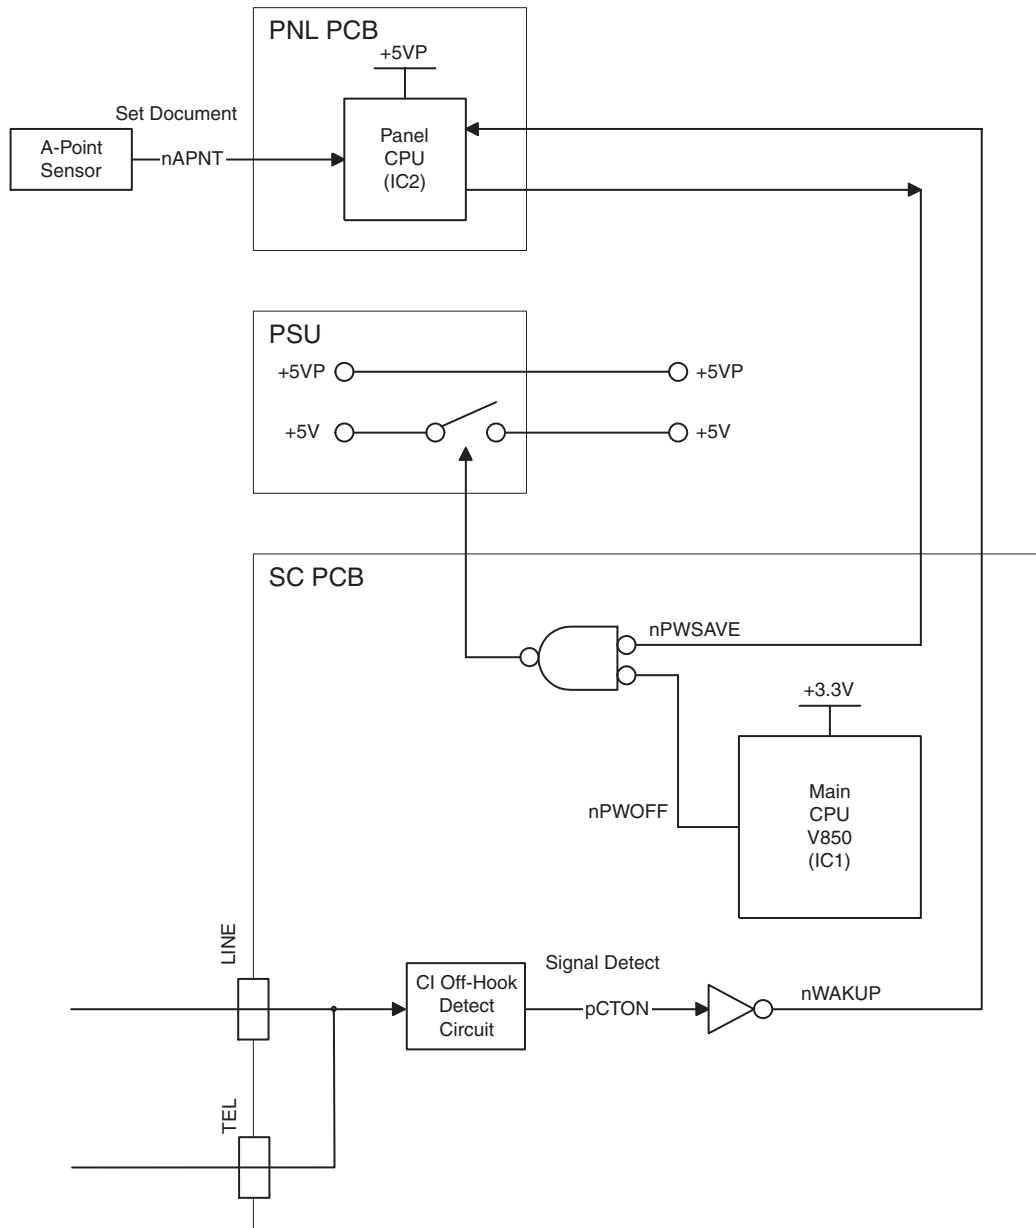 PNL PCB
+5VP
Set Document
A-Point
Sensor
nAPNT
Panel
CPU
(IC2)
PSU
+5VP
+5VP
+5V
+5V
SC PCB
nPWSAVE
+3.3V
nPWOFF
Main
CPU
V850
(IC1)
LINE
Signal Detect
CI Off-Hook
Detect
Circuit
pCTON
nWAKUP
TEL